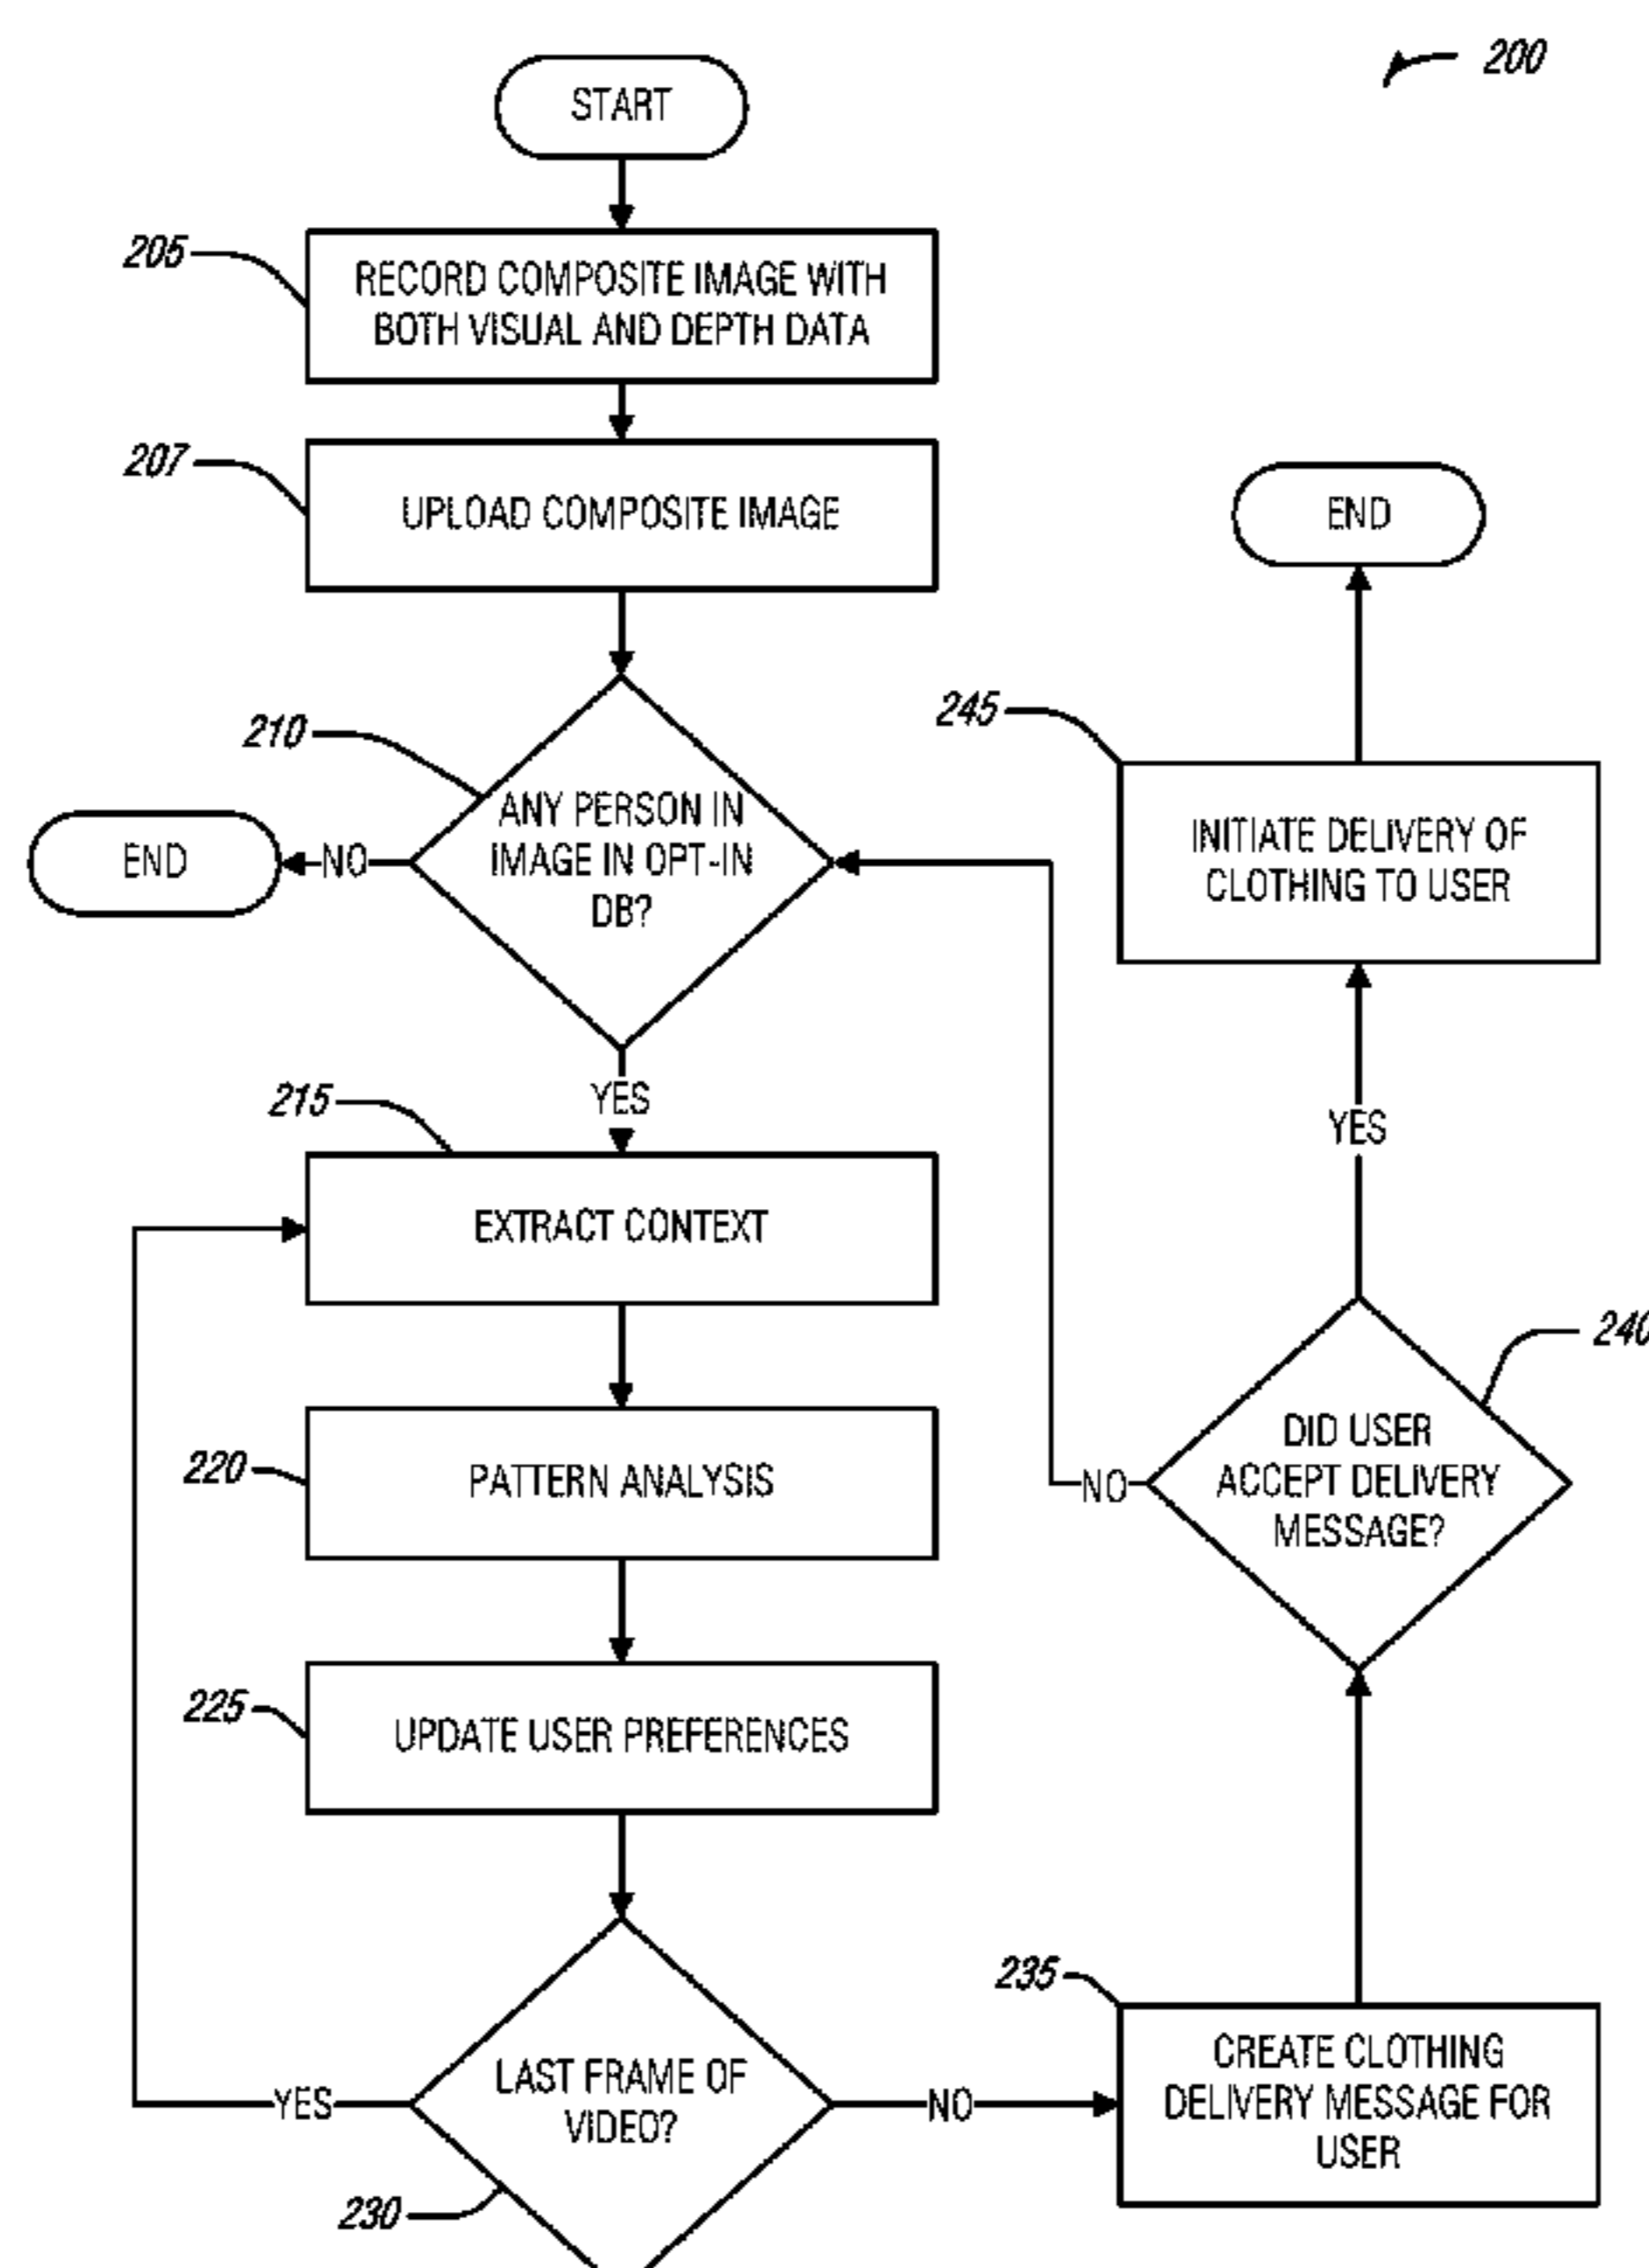 200
START
205
RECORD COMPOSITE IMAGE WITH
BOTH VISUAL AND DEPTH DATA
207
UPLOAD COMPOSITE IMAGE
END
210
ANY PERSON IN
IMAGE IN OPT-IN
DB?
NO
END
245
INITIATE DELIVERY OF
CLOTHING TO USER
YES
215
EXTRACT CONTEXT
YES
240
DID USER
ACCEPT DELIVERY
MESSAGE?
NO
220
PATTERN ANALYSIS
225
UPDATE USER PREFERENCES
LAST FRAME OF
VIDEO?
YES
NO
230
235
CREATE CLOTHING
DELIVERY MESSAGE FOR
USER